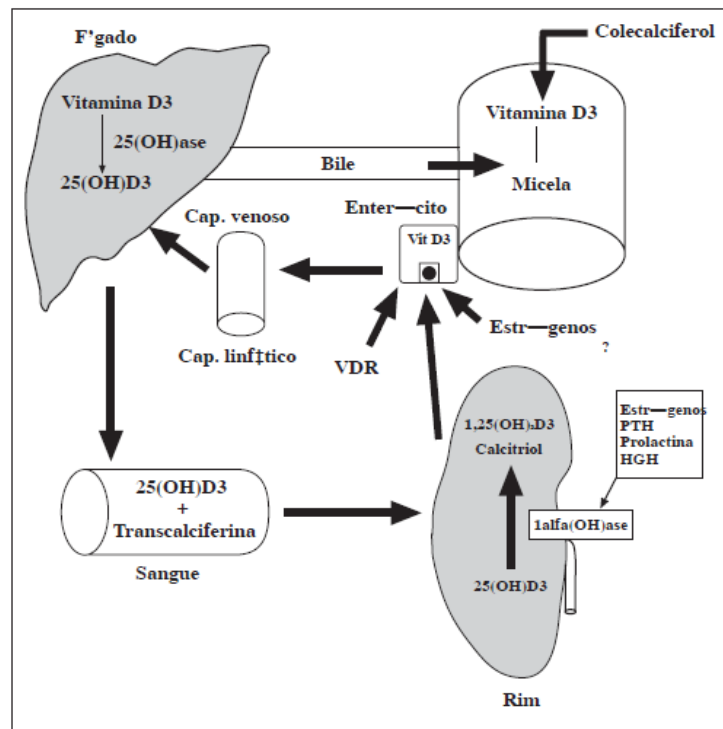 F'gado
Colecalciferol
Vitamina D3
25(OH)ase
25(OH)D3
Bile
Vitamina D3
Micela
Enter—cito
Vit D3
Cap. venoso
Cap. linf‡tico
VDR
Estr—genos
?
1,25(OH)₂D3
Calcitriol
25(OH)D3
Rim
Estr—genos
PTH
Prolactina
HGH
1alfa(OH)ase
25(OH)D3
+
Transcalciferina
Sangue